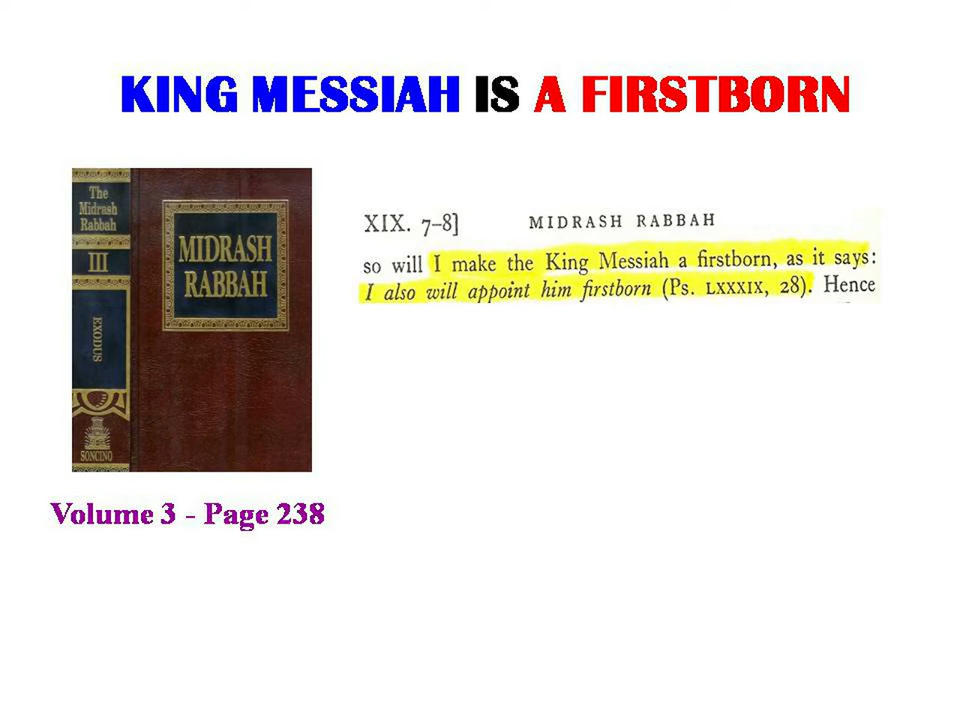 KING MESSIAH IS A FIRSTBORN
The
Midrash
Rabbah
III
EXODUS
SONCINO
MIDRASH
RABBAH
XIX. 7–8] MIDRASH RABBAH
so will I make the King Messiah a firstborn, as it says:
I also will appoint him firstborn (Ps. LXXXIX, 28). Hence
Volume 3 - Page 238